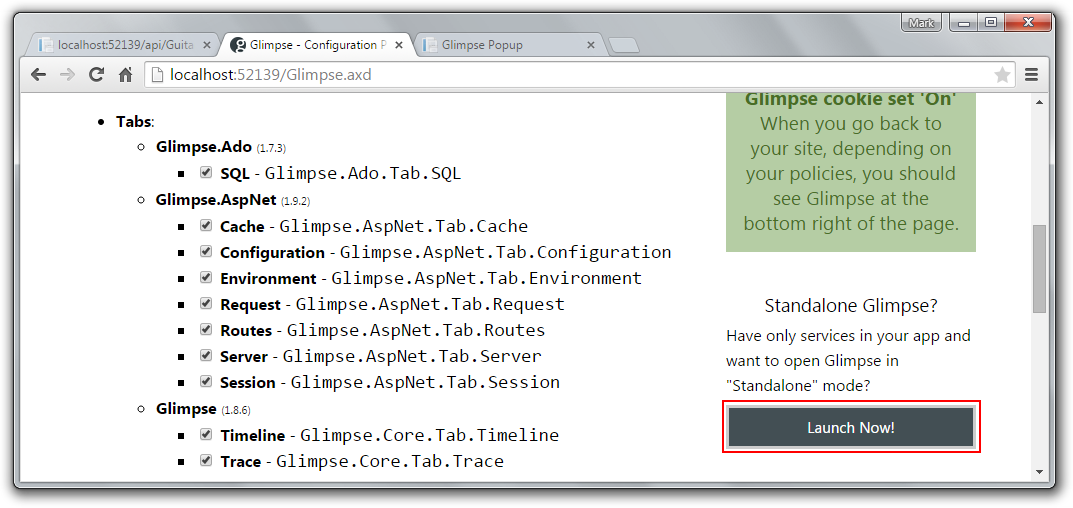 Mark
localhost:52139/api/Guita
Glimpse - Configuration P
Glimpse Popup
localhost:52139/Glimpse.axd
Tabs:
Glimpse.Ado (1.7.3)
SQL - Glimpse.Ado.Tab.SQL
Glimpse.AspNet (1.9.2)
Cache - Glimpse.AspNet.Tab.Cache
Configuration - Glimpse.AspNet.Tab.Configuration
Environment - Glimpse.AspNet.Tab.Environment
Request - Glimpse.AspNet.Tab.Request
Routes - Glimpse.AspNet.Tab.Routes
Server - Glimpse.AspNet.Tab.Server
Session - Glimpse.AspNet.Tab.Session
Glimpse (1.8.6)
Timeline - Glimpse.Core.Tab.Timeline
Trace - Glimpse.Core.Tab.Trace
Glimpse cookie set 'On'
When you go back to
your site, depending on
your policies, you should
see Glimpse at the
bottom right of the page.
Standalone Glimpse?
Have only services in your app and
want to open Glimpse in
"Standalone" mode?
Launch Now!